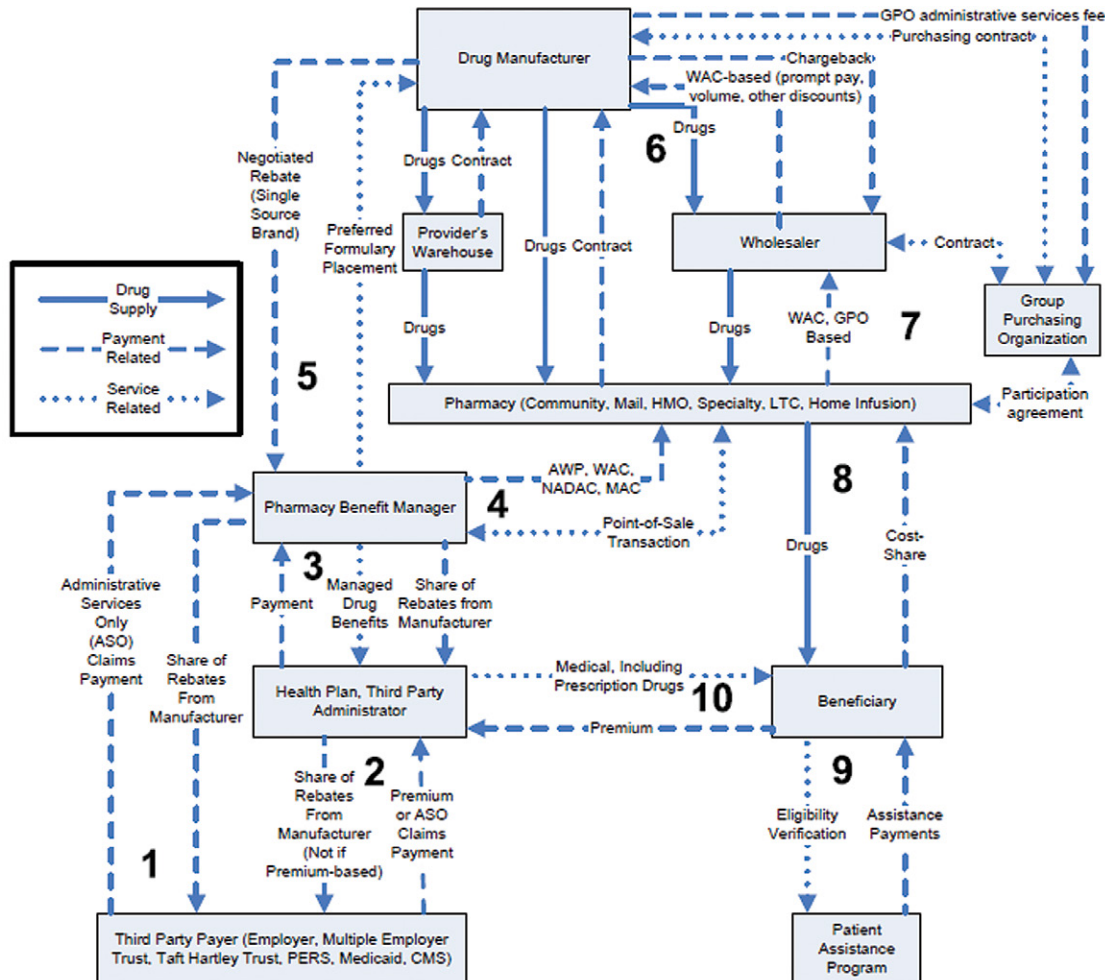 GPO administrative services fee
Purchasing contract
Drug Manufacturer
Chargeback
WAC-based (prompt pay,
volume, other discounts)
Drugs
6
Negotiated
Rebate
(Single
Source
Brand)
Drugs
Contract
Preferred
Formulary
Placement
Provider's
Warehouse
Drugs
Contract
Wholesaler
Contract
Drug
Supply
Payment
Related
Service
Related
Drugs
Drugs
WAC, GPO
Based
7
Group
Purchasing
Organization
5
Pharmacy (Community, Mail, HMO, Specialty, LTC, Home Infusion)
Participation
agreement
AWP, WAC,
NADAC, MAC
8
Pharmacy Benefit Manager
4
Point-of-Sale
Transaction
Drugs
Cost-
Share
3
Administrative
Services
Only
(ASO)
Claims
Payment
Payment
Managed
Drug
Benefits
Share of
Rebates from
Manufacturer
Share of
Rebates
From
Manufacturer
Health Plan, Third Party
Administrator
Medical, Including
Prescription Drugs
10
Beneficiary
Premium
2
Share of
Rebates
From
Manufacturer
(Not if
Premium-based)
Premium
or ASO
Claims
Payment
9
Eligibility
Verification
Assistance
Payments
1
Third Party Payer (Employer, Multiple Employer
Trust, Taft Hartley Trust, PERS, Medicaid, CMS)
Patient
Assistance
Program